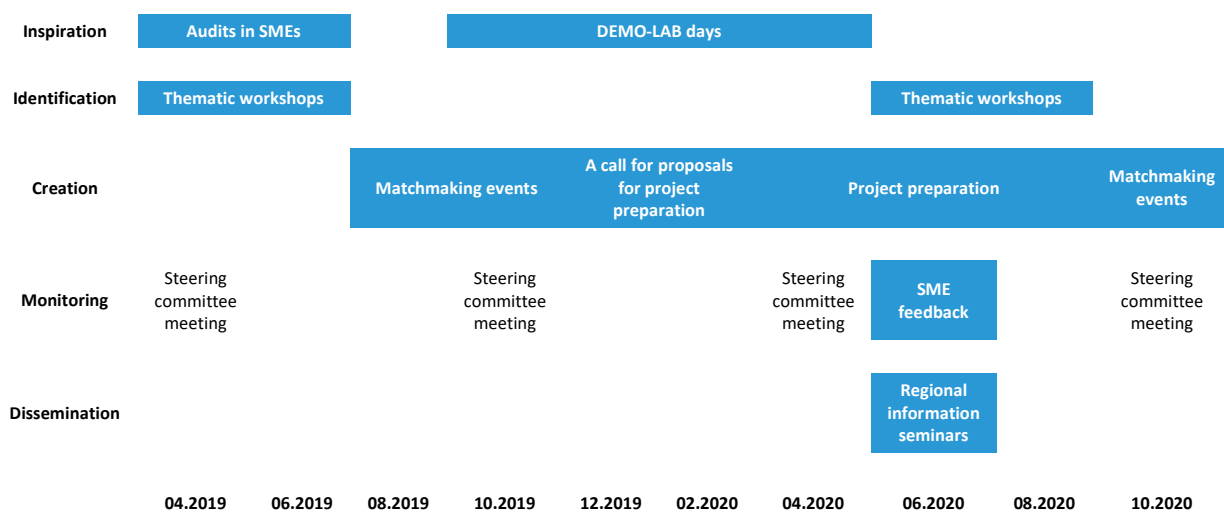 Inspiration
Audits in SMEs
DEMO-LAB days
Identification
Thematic workshops
Thematic workshops
Creation
Matchmaking events
A call for proposals
for project
preparation
Project preparation
Matchmaking
events
Monitoring
Steering
committee
meeting
Steering
committee
meeting
Steering
committee
meeting
SME
feedback
Steering
committee
meeting
Dissemination
Regional
information
seminars
04.2019 06.2019 08.2019 10.2019 12.2019 02.2020 04.2020 06.2020 08.2020 10.2020